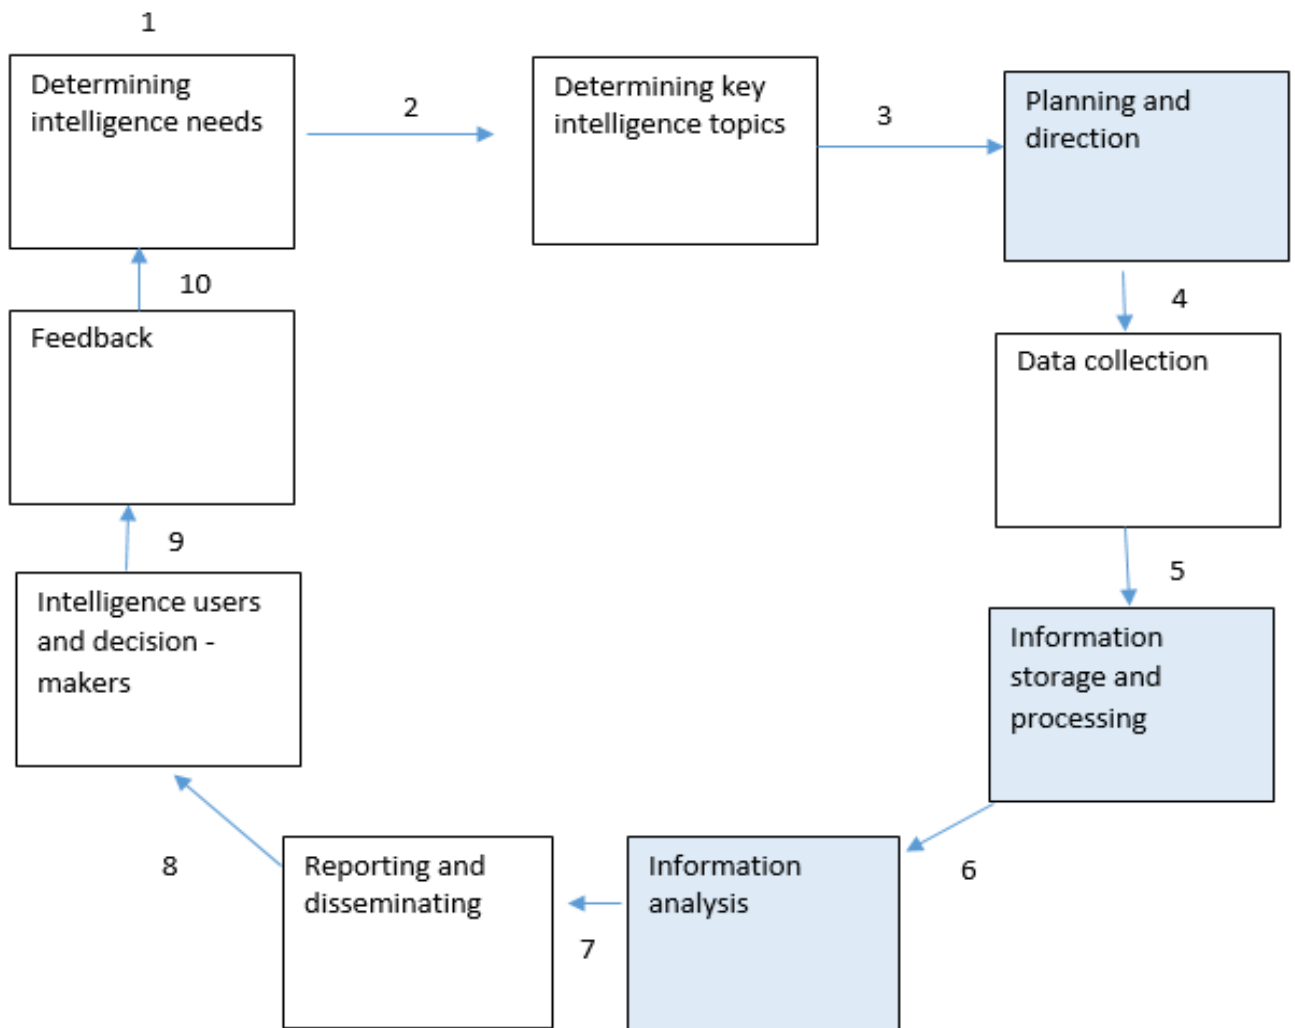 1
Determining
intelligence needs
2
Determining key
intelligence topics
3
Planning and
direction
4
Data collection
5
Information
storage and
processing
6
Information
analysis
7
Reporting and
disseminating
8
Intelligence users
and decision -
makers
9
Feedback
10